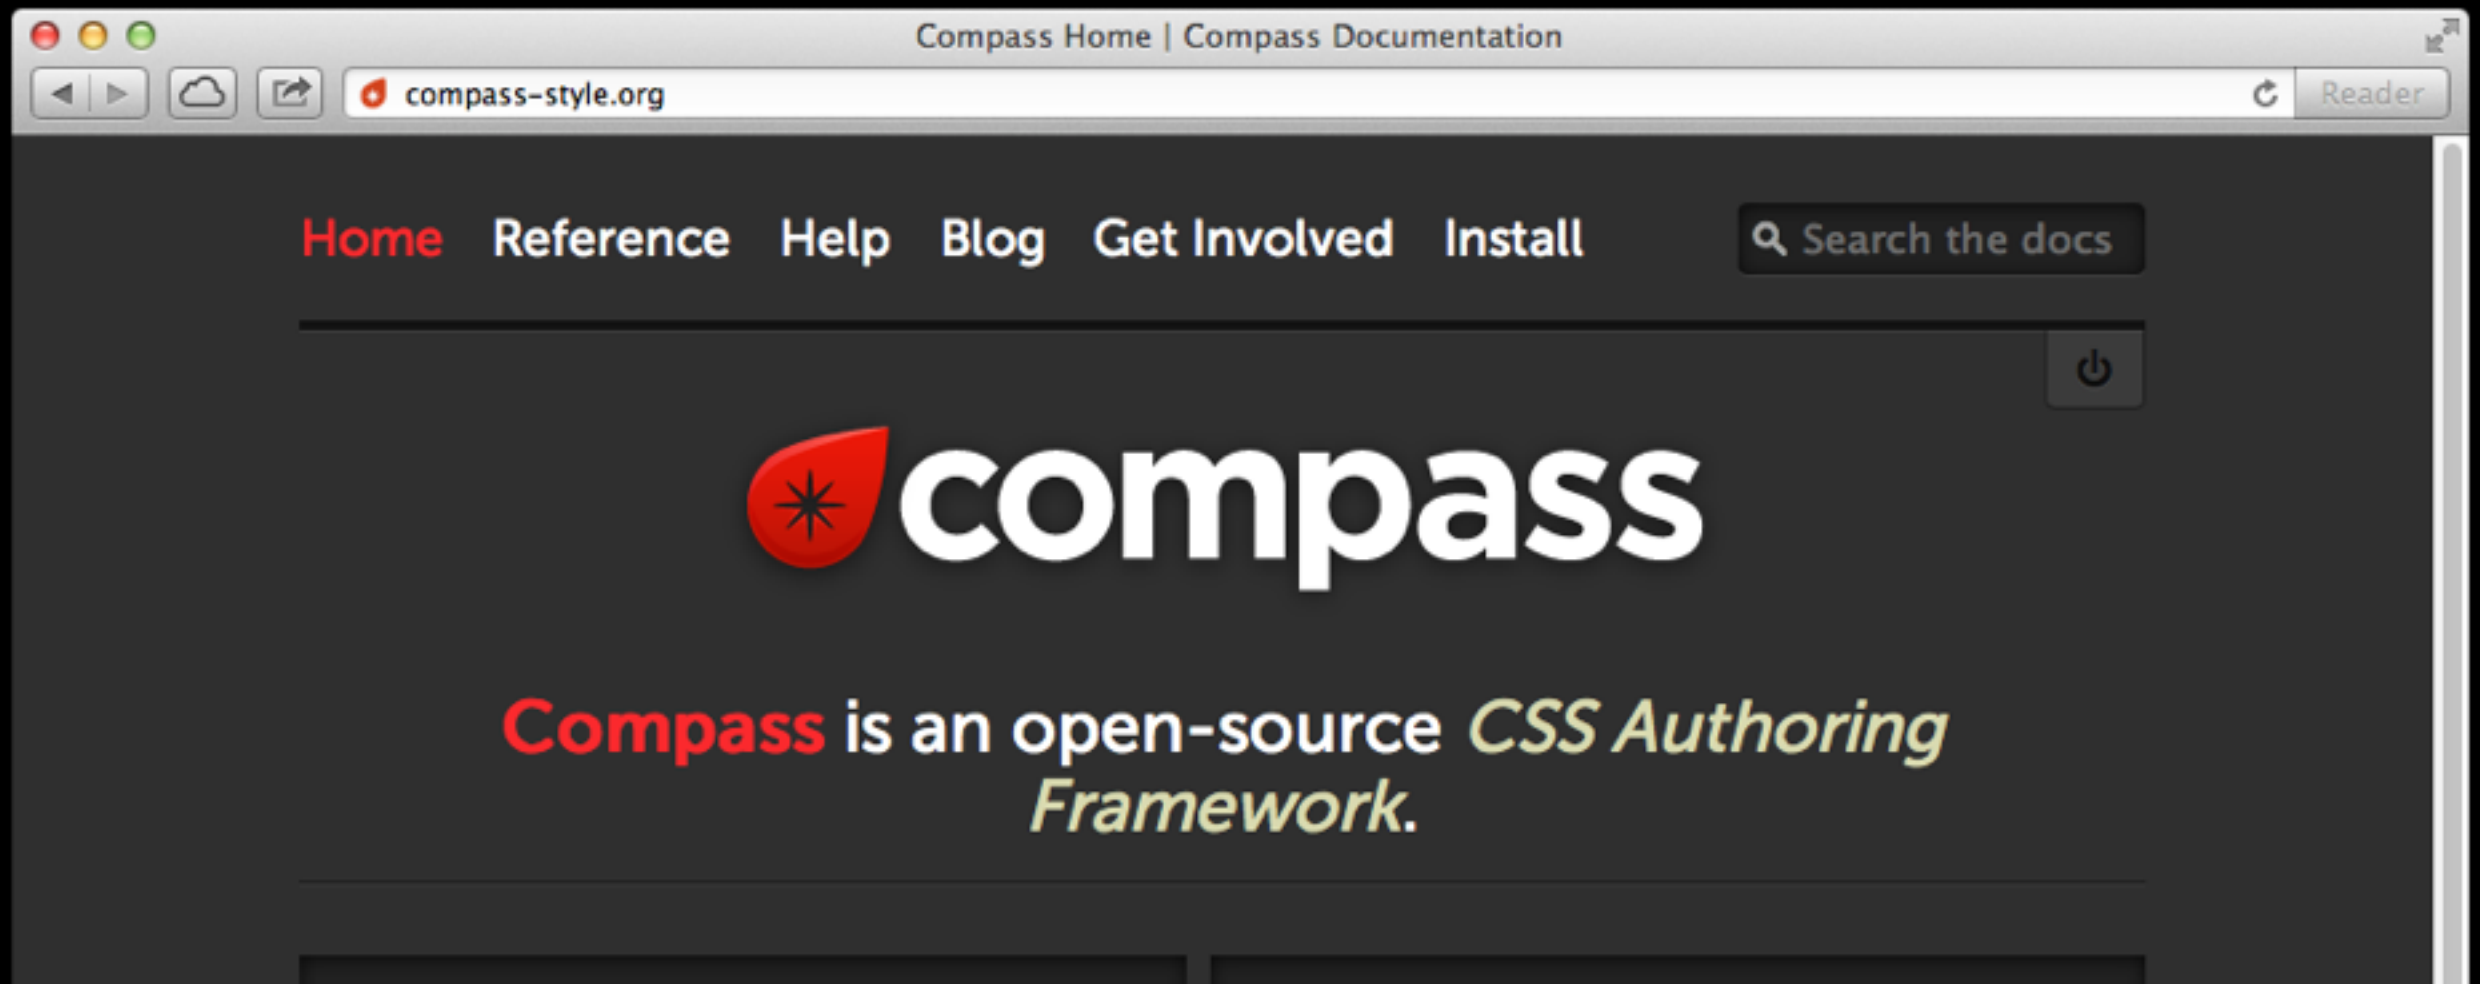 Compass Home | Compass Documentation
compass-style.org
Reader
Home Reference Help Blog Get Involved Install Search the docs
compass
Compass is an open-source CSS Authoring
Framework.